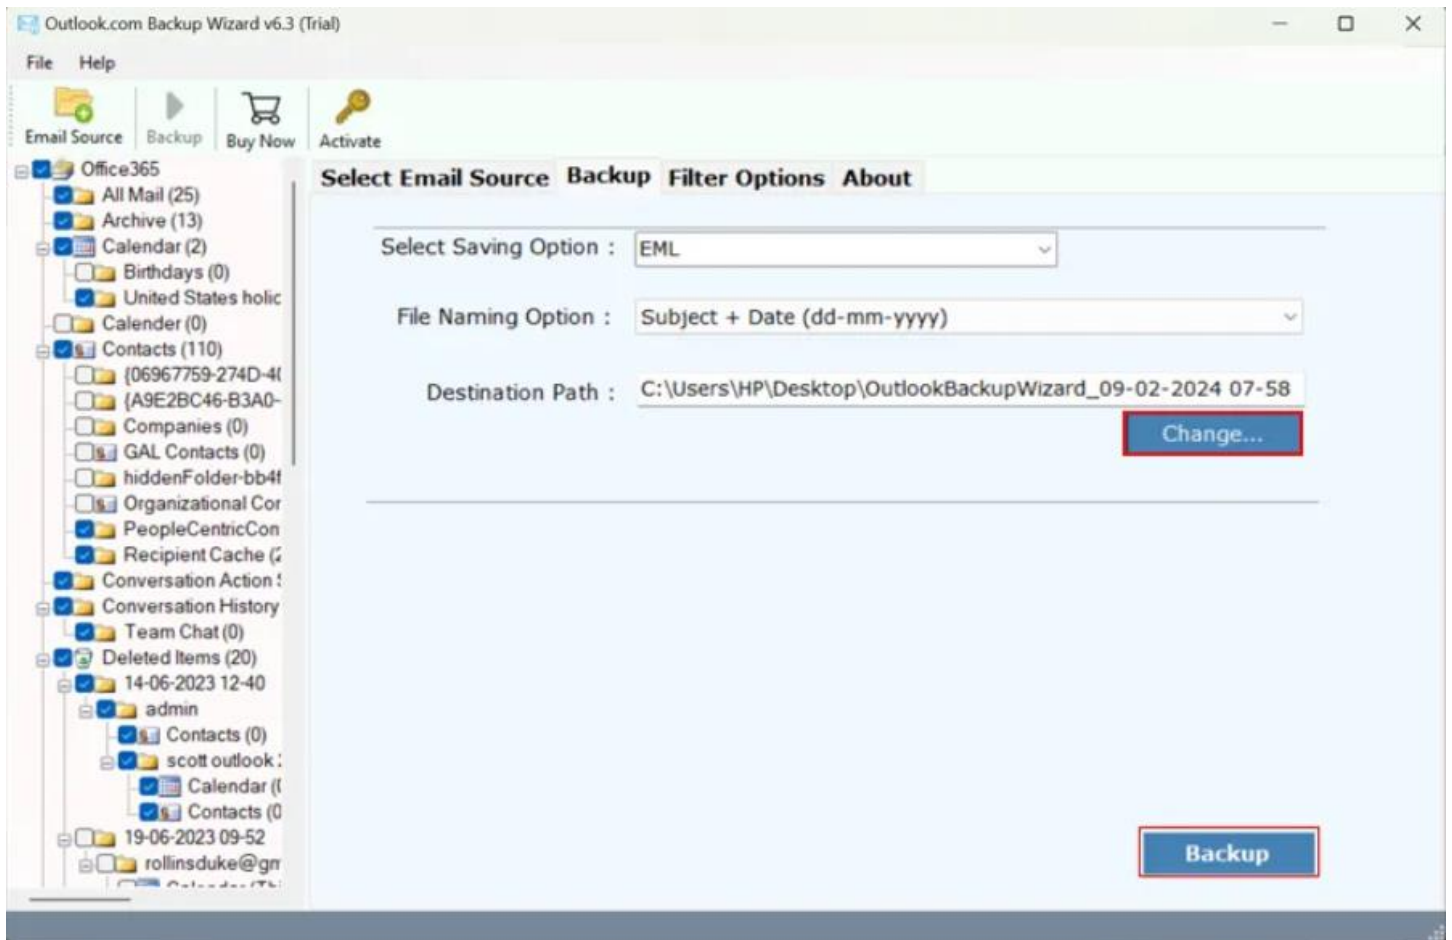 Outlook.com Backup Wizard v6.3 (Trial)
File Help
Email Source Backup Buy Now Activate
Office365
All Mail (25)
Archive (13)
Calendar (2)
Birthdays (0)
United States holic
Calender (0)
Contacts (110)
{06967759-274D-40
{A9E2BC46-B3A0-
Companies (0)
GAL Contacts (0)
hiddenFolder-bb4f
Organizational Cor
PeopleCentricCon
Recipient Cache (2
Conversation Action S
Conversation History
Team Chat (0)
Deleted Items (20)
14-06-2023 12-40
admin
Contacts (0)
scott outlook
Calendar (0
Contacts (0
19-06-2023 09-52
rollinsduke@gm
Select Email Source Backup Filter Options About
Select Saving Option : EML
File Naming Option : Subject + Date (dd-mm-yyyy)
Destination Path : C:\Users\HP\Desktop\OutlookBackupWizard_09-02-2024 07-58
Change...
Backup